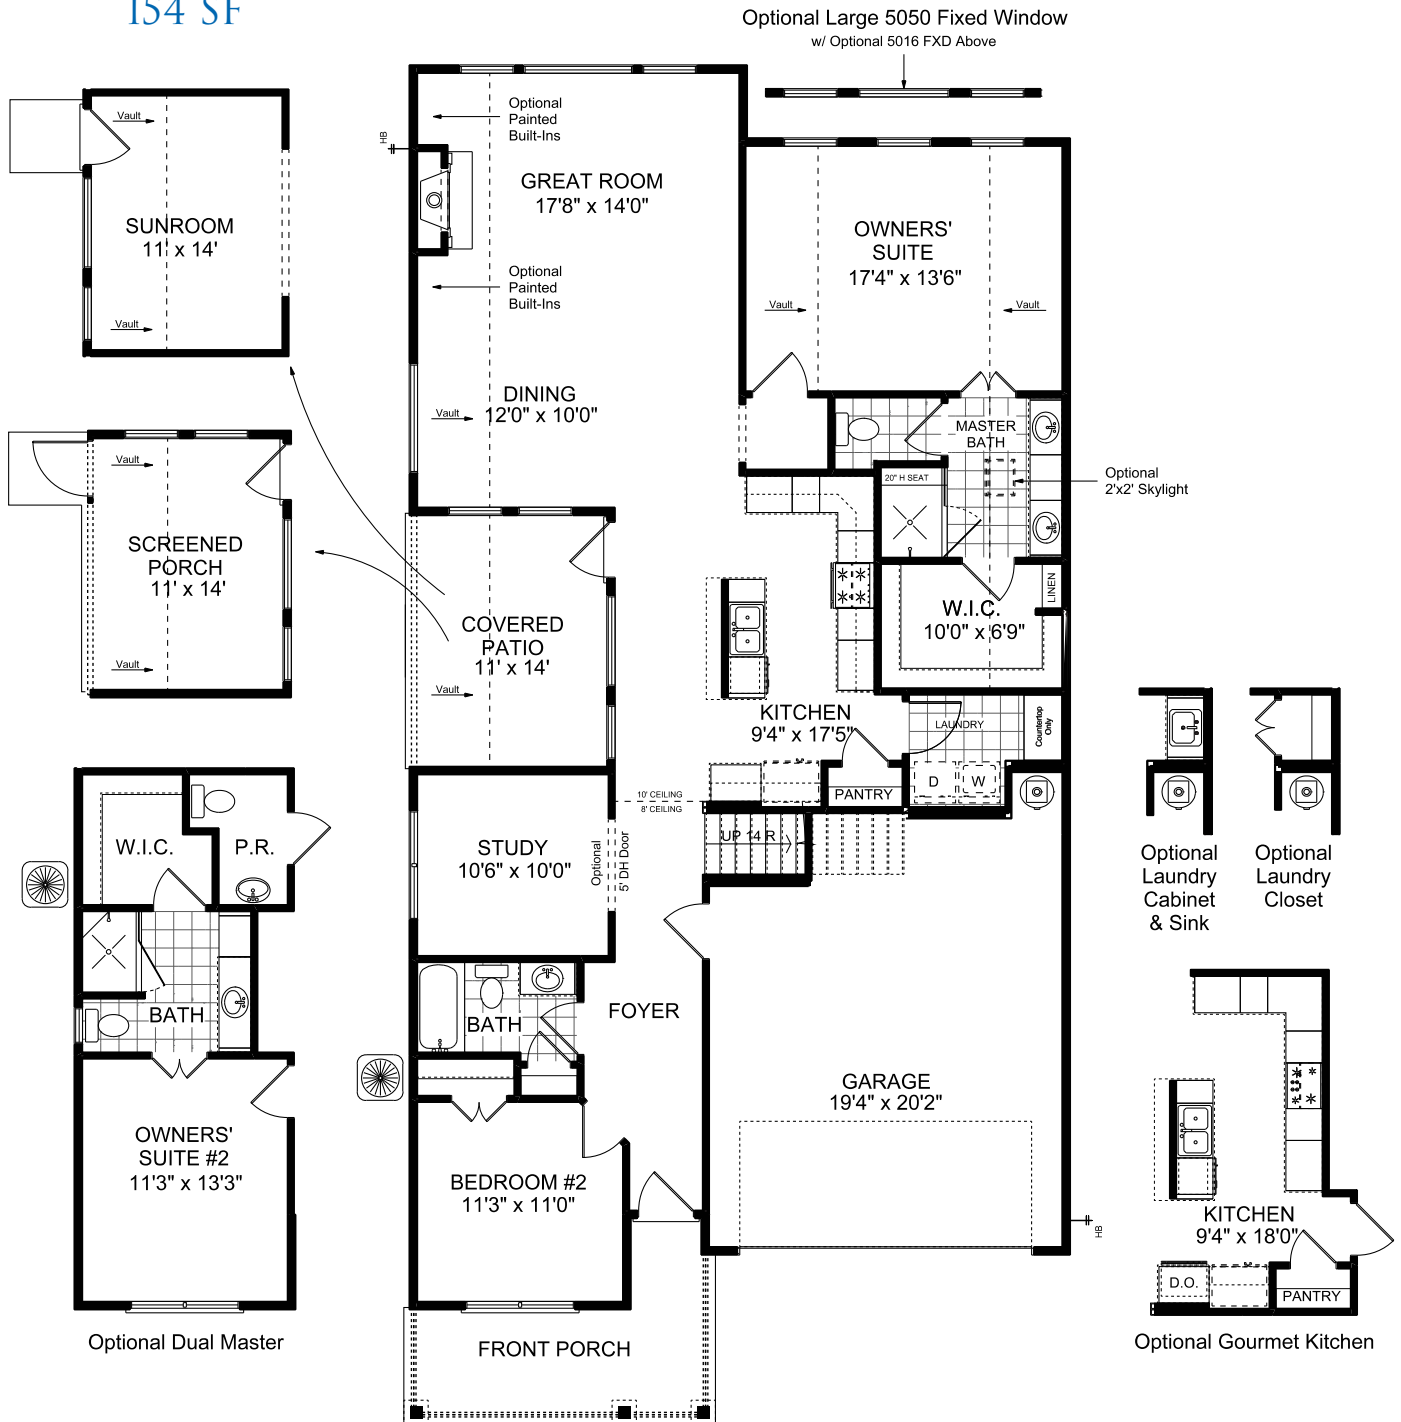 154 SF
Optional Large 5050 Fixed Window
w/ Optional 5016 FXD Above
Vault
SUNROOM
11' x 14'
Vault
HB
Optional
Painted
Built-Ins
GREAT ROOM
17'8" x 14'0"
Optional
Painted
Built-Ins
OWNERS'
SUITE
17'4" x 13'6"
Vault
Vault
DINING
12'0" x 10'0"
Vault
MASTER
BATH
20" H SEAT
Optional
2'x2' Skylight
Vault
SCREENED
PORCH
11' x 14'
Vault
COVERED
PATIO
11' x 14'
Vault
LINEN
W.I.C.
10'0" x 6'9"
KITCHEN
9'4" x 17'5"
LAUNDRY
Countertop
Only
D
W
PANTRY
10' CEILING
8' CEILING
UP 14 R
STUDY
10'6" x 10'0"
Optional
5' DH Door
W.I.C.
P.R.
BATH
OWNERS'
SUITE #2
11'3" x 13'3"
Optional Dual Master
BATH
FOYER
BEDROOM #2
11'3" x 11'0"
GARAGE
19'4" x 20'2"
HB
FRONT PORCH
Optional
Laundry
Cabinet
& Sink
Optional
Laundry
Closet
KITCHEN
9'4" x 18'0"
D.O.
PANTRY
Optional Gourmet Kitchen